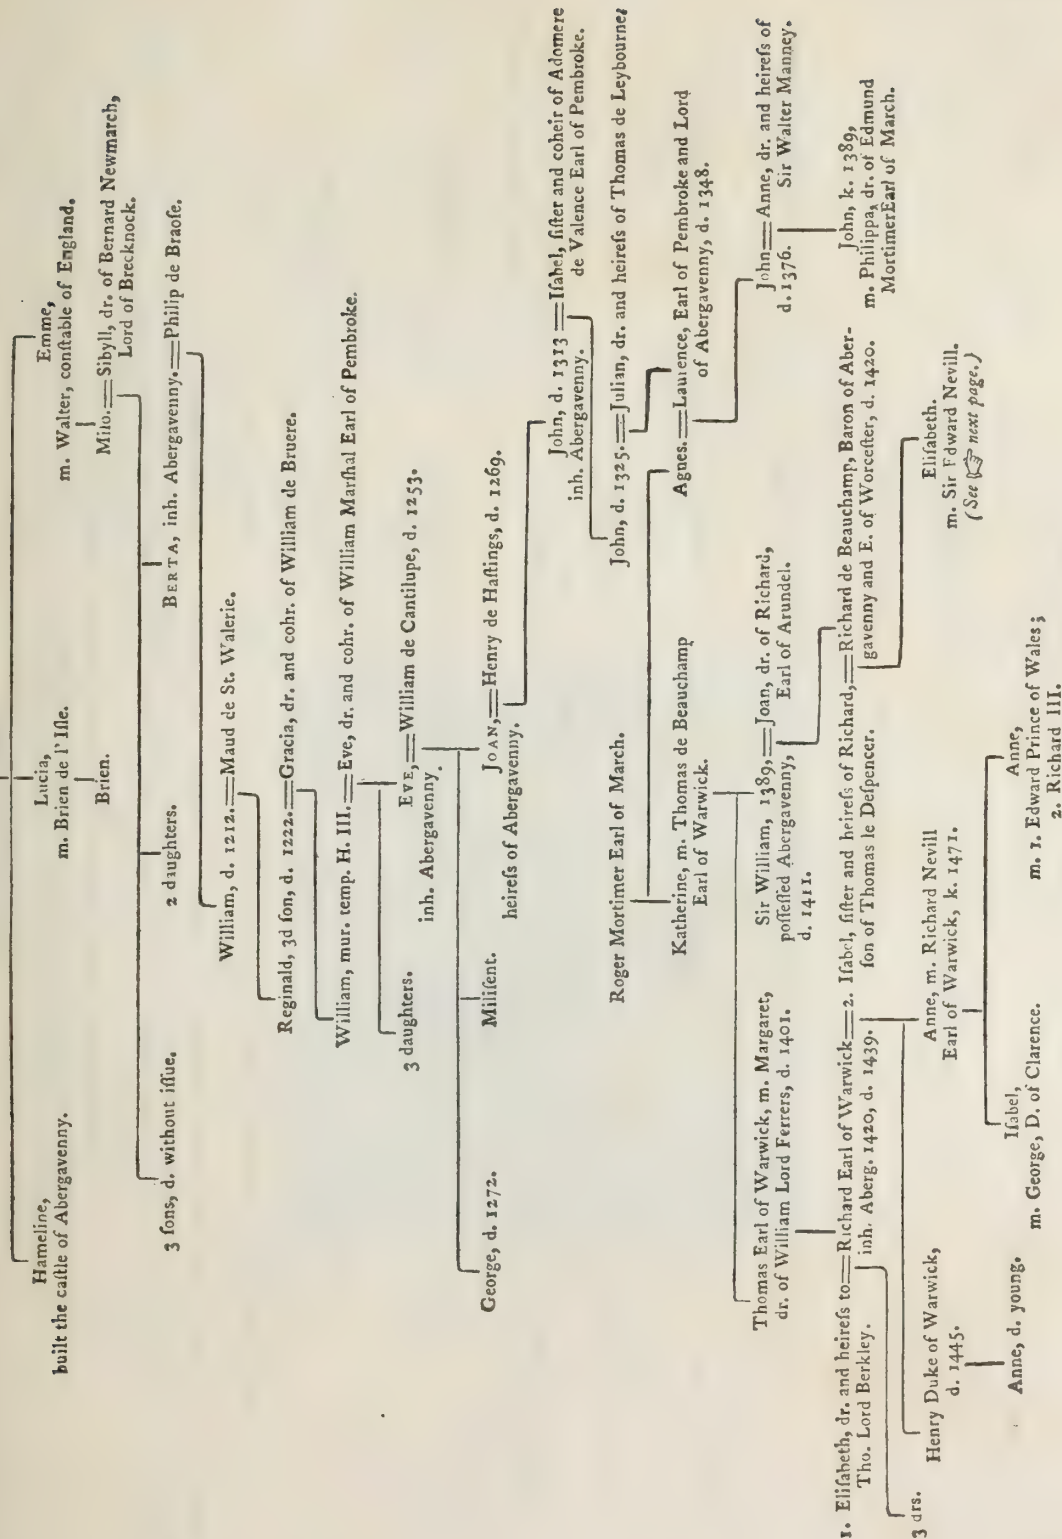 Hameline,
built the caſtle of Abergavenny.
Lucia,
m. Brien de l' Iſle.
Brien.
Emme,
m. Walter, conſtable of England.
Milo.══Sibyll, dr. of Bernard Newmarch,
Lord of Brecknock.
3 ſons, d. without iſſue.
2 daughters.
BERTA, inh. Abergavenny.══Philip de Braoſe.
William, d. 1212.══Maud de St. Walerie.
Reginald, 3d ſon, d. 1222.══Gracia, dr. and cohr. of William de Bruere.
William, mur. temp. H. III.══Eve, dr. and cohr. of William Marſhal Earl of Pembroke.
3 daughters.
EVE,══William de Cantilupe, d. 1253.
inh. Abergavenny.
George, d. 1272.
Miliſent.
JOAN,══Henry de Haſtings, d. 1269.
heireſs of Abergavenny.
John, d. 1313══Iſabel, ſiſter and coheir of Adomere
inh. Abergavenny.
de Valence Earl of Pembroke.
John, d. 1325.══Julian, dr. and heireſs of Thomas de Leybourne;
Roger Mortimer Earl of March.
Katherine, m. Thomas de Beauchamp
Earl of Warwick.
Agnes.══Laurence, Earl of Pembroke and Lord
of Abergavenny, d. 1348.
John══Anne, dr. and heireſs of
d. 1376.
Sir Walter Manney.
John, k. 1389,
m. Philippa, dr. of Edmund
Mortimer Earl of March.
Thomas Earl of Warwick, m. Margaret,
dr. of William Lord Ferrers, d. 1401.
Sir William, 1389,══Joan, dr. of Richard,
poſſeſſed Abergavenny,
Earl of Arundel.
d. 1411.
1. Eliſabeth, dr. and heireſs to══Richard Earl of Warwick══2. Iſabel, ſiſter and heireſs of Richard,══Richard de Beauchamp, Baron of Aber-
Tho. Lord Berkley.
inh. Aberg. 1420, d. 1439.
ſon of Thomas le Deſpencer.
gavenny and E. of Worceſter, d. 1420.
3 drs.
Henry Duke of Warwick,
d. 1445.
Anne, d. young.
Anne, m. Richard Nevill
Earl of Warwick, k. 1471.
Iſabel,
m. George, D. of Clarence.
Anne,
m. 1. Edward Prince of Wales;
2. Richard III.
Eliſabeth.
m. Sir Edward Nevill.
(See ☞ next page.)